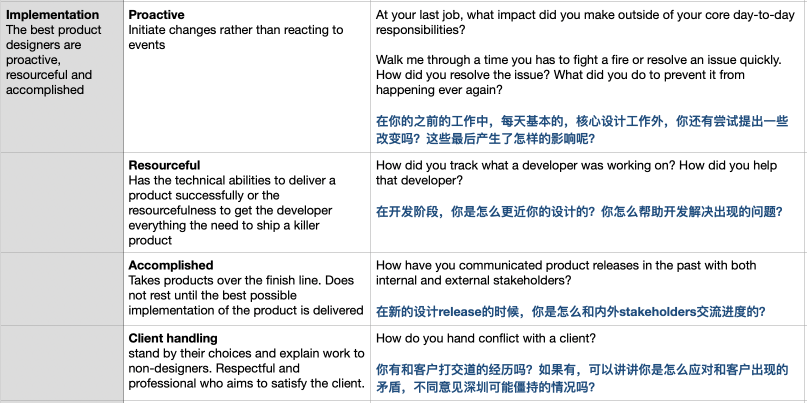 Implementation
The best product
designers are
proactive,
resourceful and
accomplished
Proactive
Initiate changes rather than reacting to
events
At your last job, what impact did you make outside of your core day-to-day
responsibilities?
Walk me through a time you has to fight a fire or resolve an issue quickly.
How did you resolve the issue? What did you do to prevent it from
happening ever again?
在你的之前的工作中，每天基本的，核心设计工作外，你还有尝试提出一些
改变吗？这些最后产生了怎样的影响呢？
Resourceful
Has the technical abilities to deliver a
product successfully or the
resourcefulness to get the developer
everything the need to ship a killer
product
How did you track what a developer was working on? How did you help
that developer?
在开发阶段，你是怎么更近你的设计的？你怎么帮助开发解决出现的问题？
Accomplished
Takes products over the finish line. Does
not rest until the best possible
implementation of the product is delivered
How have you communicated product releases in the past with both
internal and external stakeholders?
在新的设计release的时候，你是怎么和内外stakeholders交流进度的？
Client handling
stand by their choices and explain work to
non-designers. Respectful and
professional who aims to satisfy the client.
How do you hand conflict with a client?
你有和客户打交道的经历吗？如果有，可以讲讲你是怎么应对和客户出现的
矛盾，不同意见深圳可能僵持的情况吗？